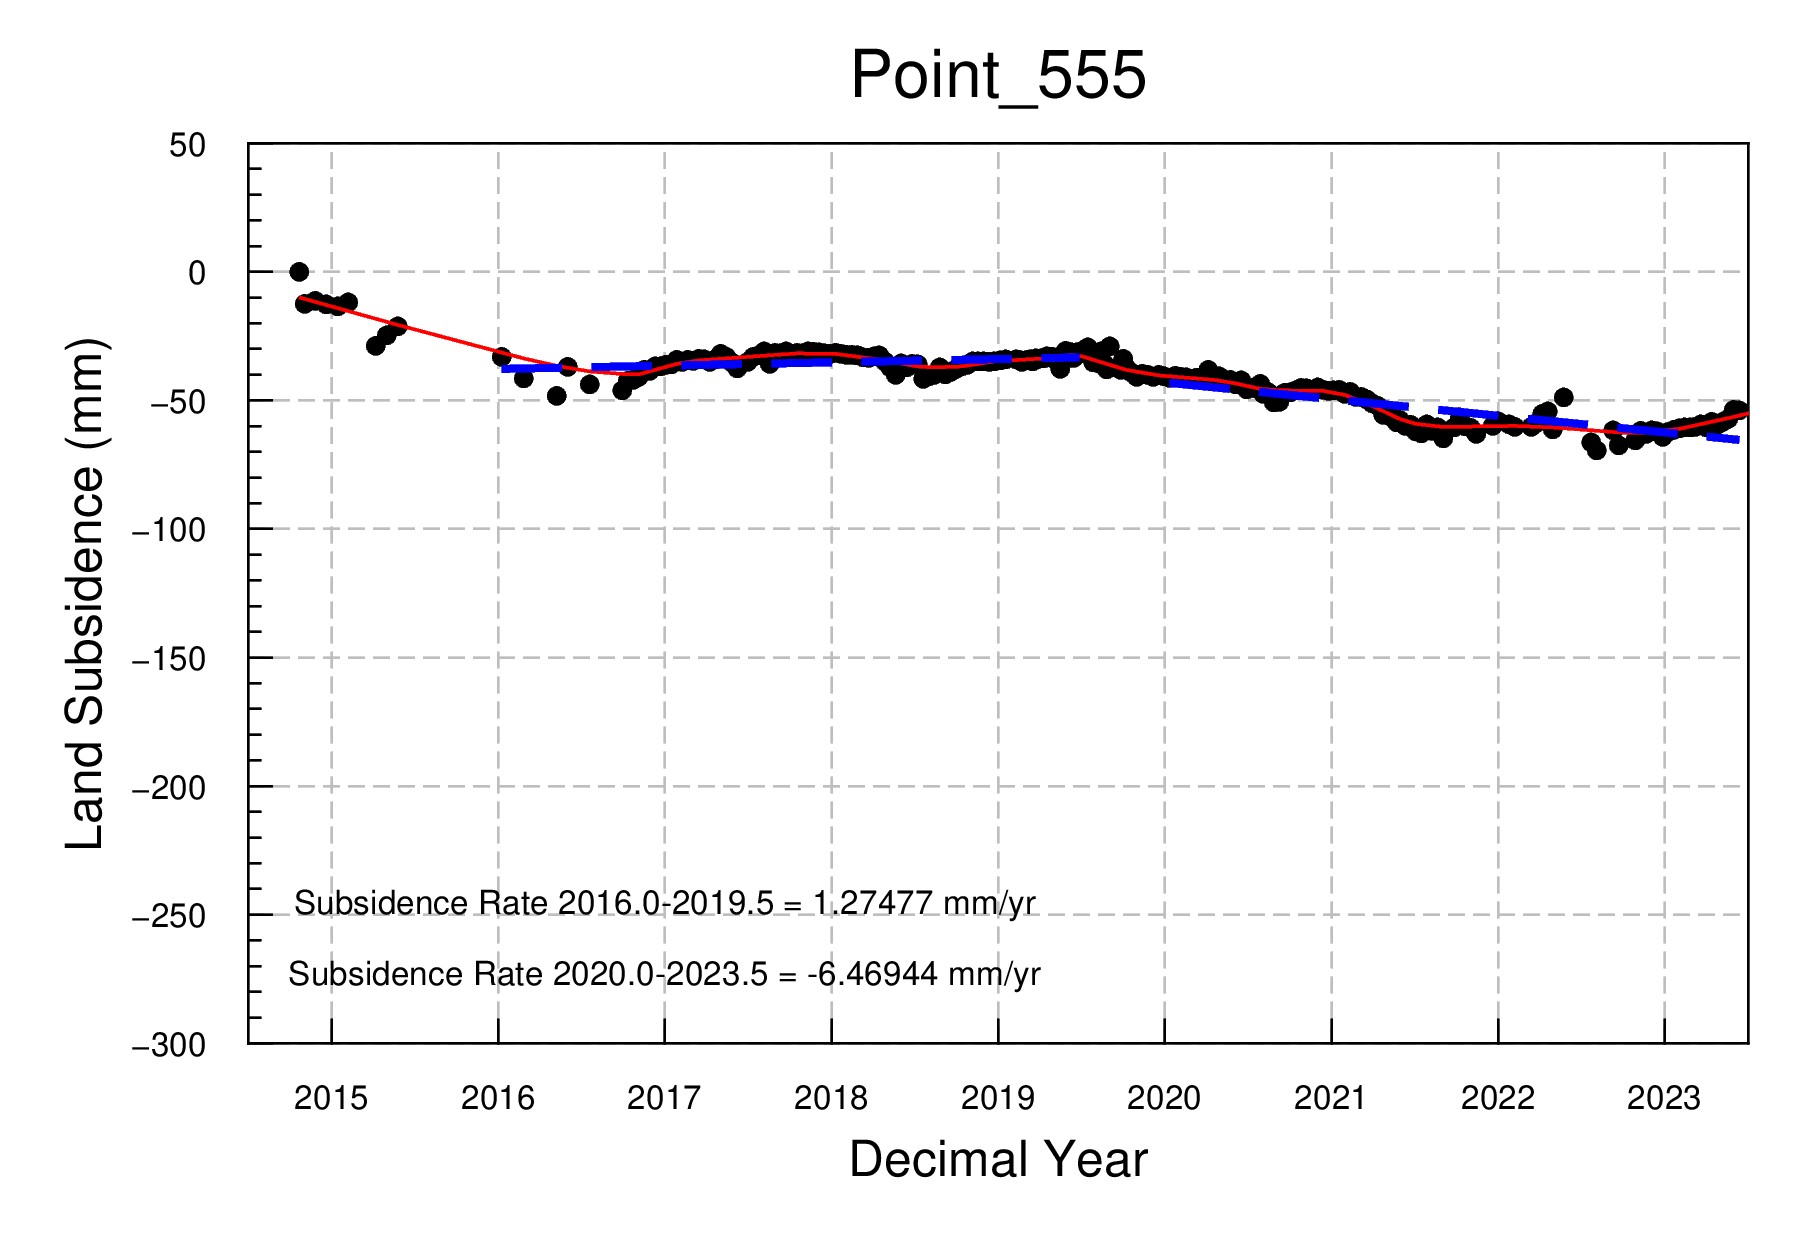 Point_555
50
0
−50
−100
−150
−200
−250
−300
Land Subsidence (mm)
Subsidence Rate 2016.0-2019.5 = 1.27477 mm/yr
Subsidence Rate 2020.0-2023.5 = -6.46944 mm/yr
2015 2016 2017 2018 2019 2020 2021 2022 2023
Decimal Year